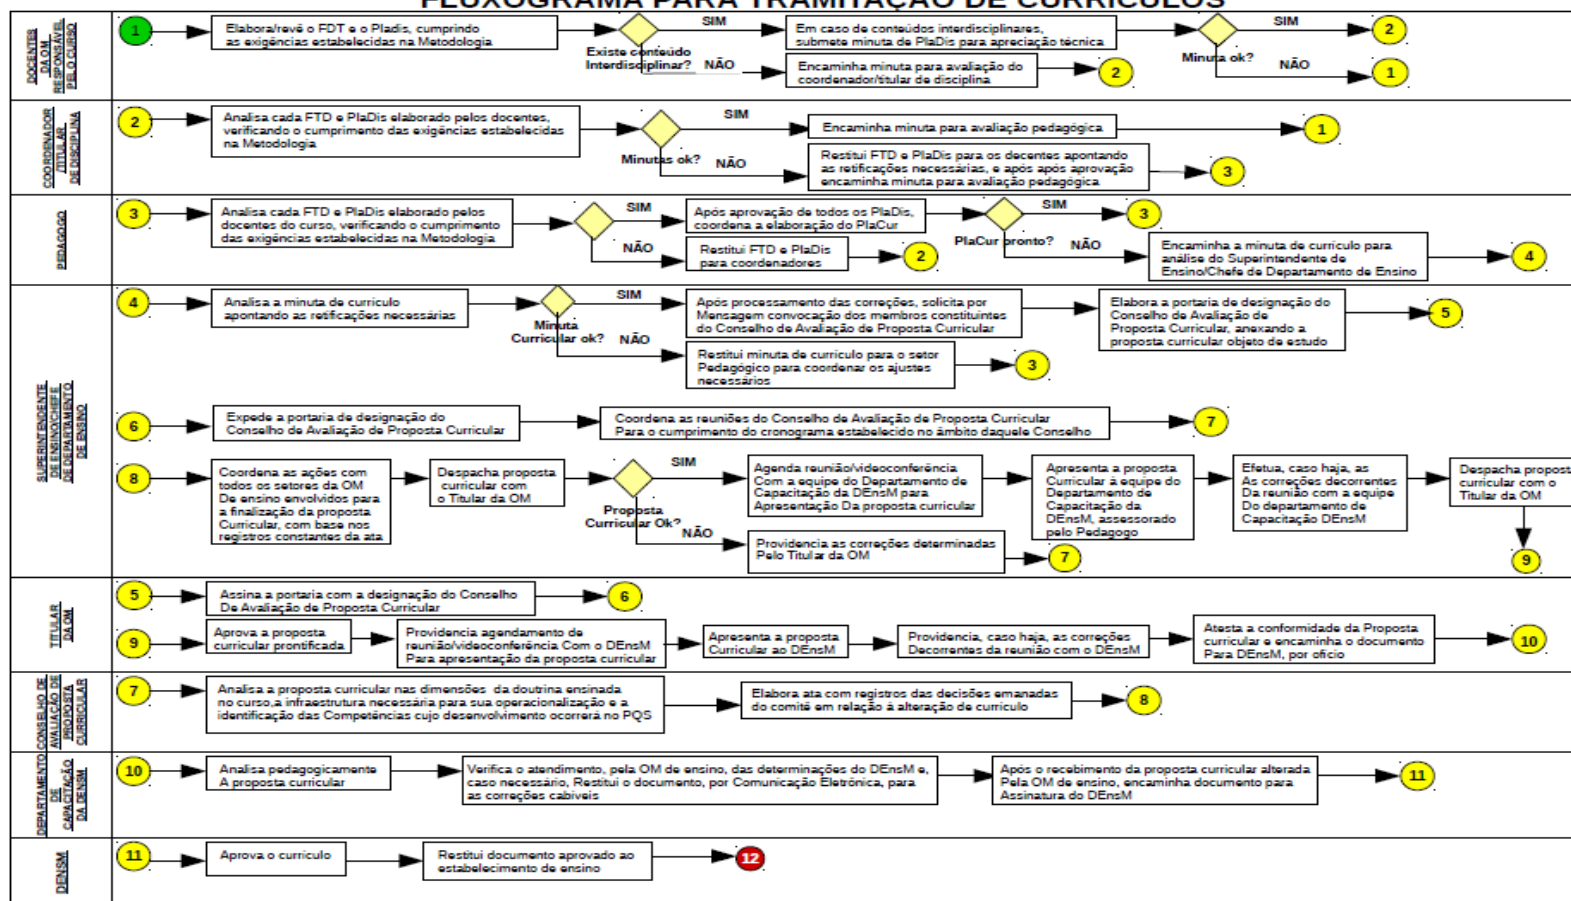 FLUXOGRAMA PARA TRAMITAÇÃO DE CURRÍCULOS
DOCENTES
DA OM
RESPONSÁVEL
PELO CURSO
1
Elabora/revê o FDT e o Pladis, cumprindo
as exigências estabelecidas na Metodologia
Existe conteúdo
Interdisciplinar?
SIM
NÃO
Em caso de conteúdos interdisciplinares,
submete minuta de PlaDis para apreciação técnica
Encaminha minuta para avaliação do
coordenador/titular de disciplina
2
Minuta ok?
SIM
NÃO
2
1
COORDENADOR
/TITULAR
DE DISCIPLINA
2
Analisa cada FTD e PlaDis elaborado pelos docentes,
verificando o cumprimento das exigências estabelecidas
na Metodologia
Minutas ok?
SIM
NÃO
Encaminha minuta para avaliação pedagógica
1
Restitui FTD e PlaDis para os decentes apontando
as retificações necessárias, e após após aprovação
encaminha minuta para avaliação pedagógica
3
PEDAGOGO
3
Analisa cada FTD e PlaDis elaborado pelos
docentes do curso, verificando o cumprimento
das exigências estabelecidas na Metodologia
SIM
NÃO
Após aprovação de todos os PlaDis,
coordena a elaboração do PlaCur
Restitui FTD e PlaDis
para coordenadores
2
PlaCur pronto?
SIM
NÃO
3
Encaminha a minuta de currículo para
análise do Superintendente de
Ensino/Chefe de Departamento de Ensino
4
SUPERINTENDENTE
DE ENSINO/CHEFE
DE DEPARTAMENTO
DE ENSINO
4
Analisa a minuta de currículo
apontando as retificações necessárias
Minuta
Curricular ok?
SIM
NÃO
Após processamento das correções, solicita por
Mensagem convocação dos membros constituintes
do Conselho de Avaliação de Proposta Curricular
Elabora a portaria de designação do
Conselho de Avaliação de
Proposta Curricular, anexando a
proposta curricular objeto de estudo
5
Restitui minuta de currículo para o setor
Pedagógico para coordenar os ajustes
necessários
3
6
Expede a portaria de designação do
Conselho de Avaliação de Proposta Curricular
Coordena as reuniões do Conselho de Avaliação de Proposta Curricular
Para o cumprimento do cronograma estabelecido no âmbito daquele Conselho
7
8
Coordena as ações com
todos os setores da OM
De ensino envolvidos para
a finalização da proposta
Curricular, com base nos
registros constantes da ata
Despacha proposta
curricular com
o Titular da OM
Proposta
Curricular Ok?
SIM
NÃO
Agenda reunião/videoconferência
Com a equipe do Departamento de
Capacitação da DEnsM para
Apresentação Da proposta curricular
Apresenta a proposta
Curricular à equipe do
Departamento de
Capacitação da
DEnsM, assessorado
pelo Pedagogo
Efetua, caso haja, as
As correções decorrentes
Da reunião com a equipe
Do departamento de
Capacitação DEnsM
Despacha proposta
curricular com o
Titular da OM
9
Providencia as correções determinadas
Pelo Titular da OM
7
TITULAR
DA OM
5
Assina a portaria com a designação do Conselho
De Avaliação de Proposta Curricular
6
9
Aprova a proposta
curricular prontificada
Providencia agendamento de
reunião/videoconferência Com o DEnsM
Para apresentação da proposta curricular
Apresenta a proposta
Curricular ao DEnsM
Providencia, caso haja, as correções
Decorrentes da reunião com o DEnsM
Atesta a conformidade da Proposta
curricular e encaminha o documento
Para DEnsM, por ofício
10
CONSELHO DE
AVALIAÇÃO DE
PROPOSTA
CURRICULAR
7
Analisa a proposta curricular nas dimensões da doutrina ensinada
no curso,a infraestrutura necessária para sua operacionalização e a
identificação das Competências cujo desenvolvimento ocorrerá no PQS
Elabora ata com registros das decisões emanadas
do comitê em relação à alteração de currículo
8
DEPARTAMENTO
DE
CAPACITAÇÃO
DA DENSM
10
Analisa pedagogicamente
A proposta curricular
Verifica o atendimento, pela OM de ensino, das determinações do DEnsM e,
caso necessário, Restitui o documento, por Comunicação Eletrônica, para
as correções cabíveis
Após o recebimento da proposta curricular alterada
Pela OM de ensino, encaminha documento para
Assinatura do DEnsM
11
DENSM
11
Aprova o currículo
Restitui documento aprovado ao
estabelecimento de ensino
12